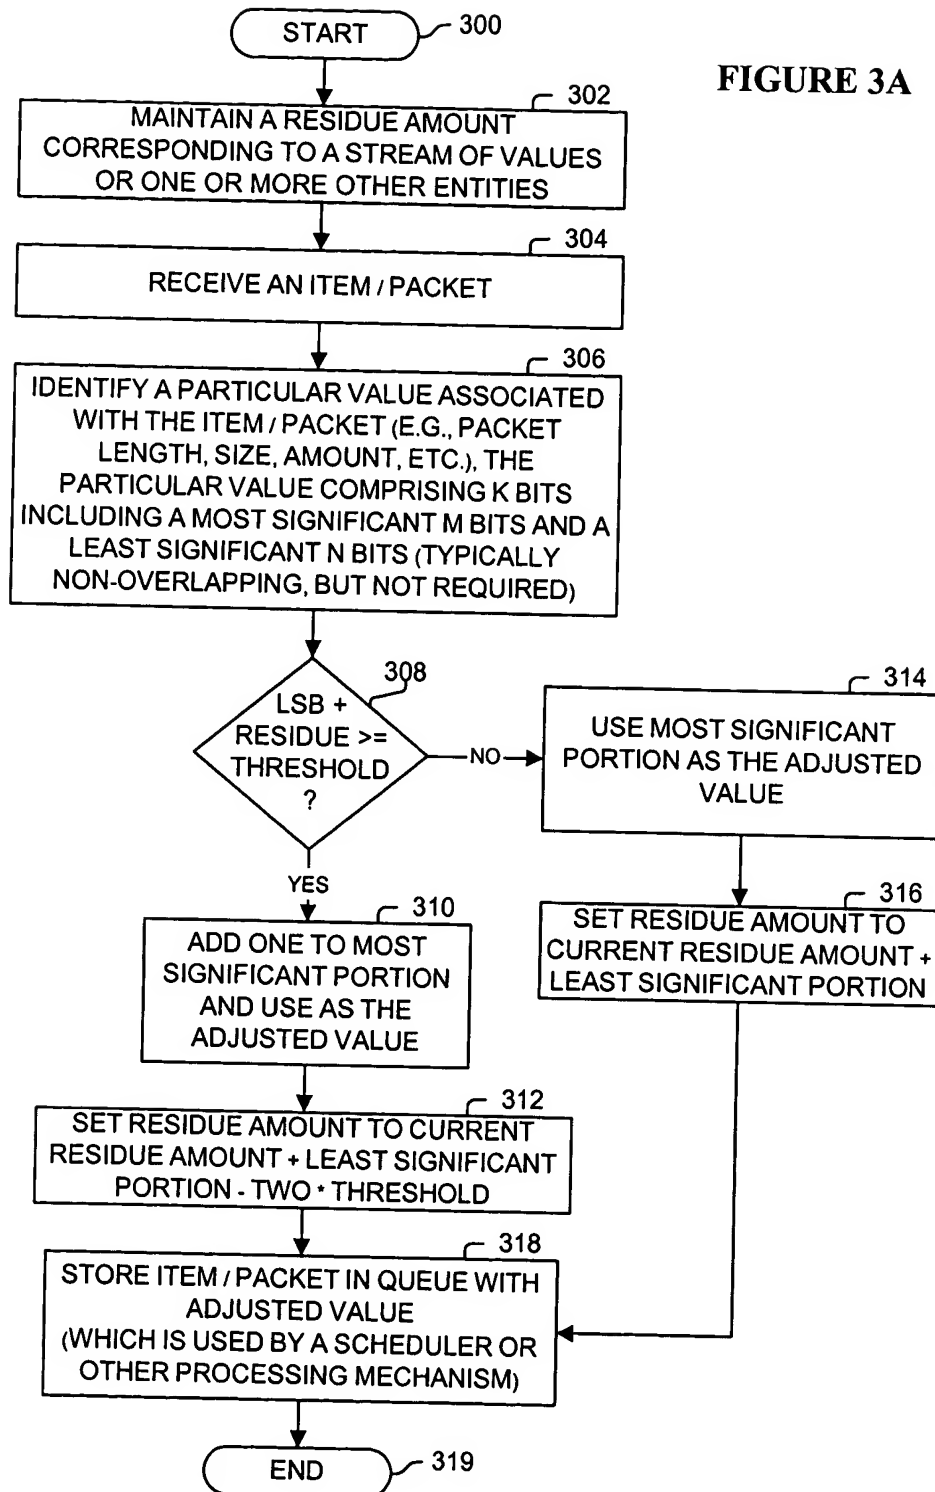 START
300
FIGURE 3A
302
MAINTAIN A RESIDUE AMOUNT
CORRESPONDING TO A STREAM OF VALUES
OR ONE OR MORE OTHER ENTITIES
304
RECEIVE AN ITEM / PACKET
306
IDENTIFY A PARTICULAR VALUE ASSOCIATED
WITH THE ITEM / PACKET (E.G., PACKET
LENGTH, SIZE, AMOUNT, ETC.), THE
PARTICULAR VALUE COMPRISING K BITS
INCLUDING A MOST SIGNIFICANT M BITS AND A
LEAST SIGNIFICANT N BITS (TYPICALLY
NON-OVERLAPPING, BUT NOT REQUIRED)
308
LSB +
RESIDUE >=
THRESHOLD
?
NO
314
USE MOST SIGNIFICANT
PORTION AS THE ADJUSTED
VALUE
316
SET RESIDUE AMOUNT TO
CURRENT RESIDUE AMOUNT +
LEAST SIGNIFICANT PORTION
YES
310
ADD ONE TO MOST
SIGNIFICANT PORTION
AND USE AS THE
ADJUSTED VALUE
312
SET RESIDUE AMOUNT TO CURRENT
RESIDUE AMOUNT + LEAST SIGNIFICANT
PORTION - TWO * THRESHOLD
318
STORE ITEM / PACKET IN QUEUE WITH
ADJUSTED VALUE
(WHICH IS USED BY A SCHEDULER OR
OTHER PROCESSING MECHANISM)
END
319